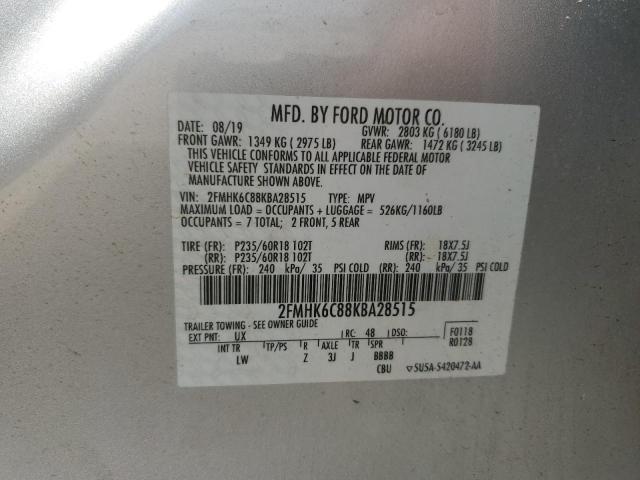 MFD. BY FORD MOTOR CO.
DATE: 08/19 GVWR: 2803 KG ( 6180 LB)
FRONT GAWR: 1349 KG ( 2975 LB) REAR GAWR: 1472 KG ( 3245 LB)
THIS VEHICLE CONFORMS TO ALL APPLICABLE FEDERAL MOTOR
VEHICLE SAFETY STANDARDS IN EFFECT ON THE DATE OF
MANUFACTURE SHOWN ABOVE.
VIN: 2FMHK6C88KBA28515 TYPE: MPV
MAXIMUM LOAD = OCCUPANTS + LUGGAGE = 526KG/1160LB
OCCUPANTS = 7 TOTAL; 2 FRONT, 5 REAR
TIRE (FR): P235/60R18 102T RIMS (FR): 18X7.5J
(RR): P235/60R18 102T (RR): 18X7.5J
PRESSURE (FR): 240 kPa/ 35 PSI COLD (RR): 240 kPa/ 35 PSI COLD
2FMHK6C88KBA28515
TRAILER TOWING - SEE OWNER GUIDE
EXT PNT: UX RC: 48 DSO: F0118
INT TR TP/PS R AXLE TR SPR R0128
LW Z 3J J BBBB
CBU ▽5U5A-5420472-AA